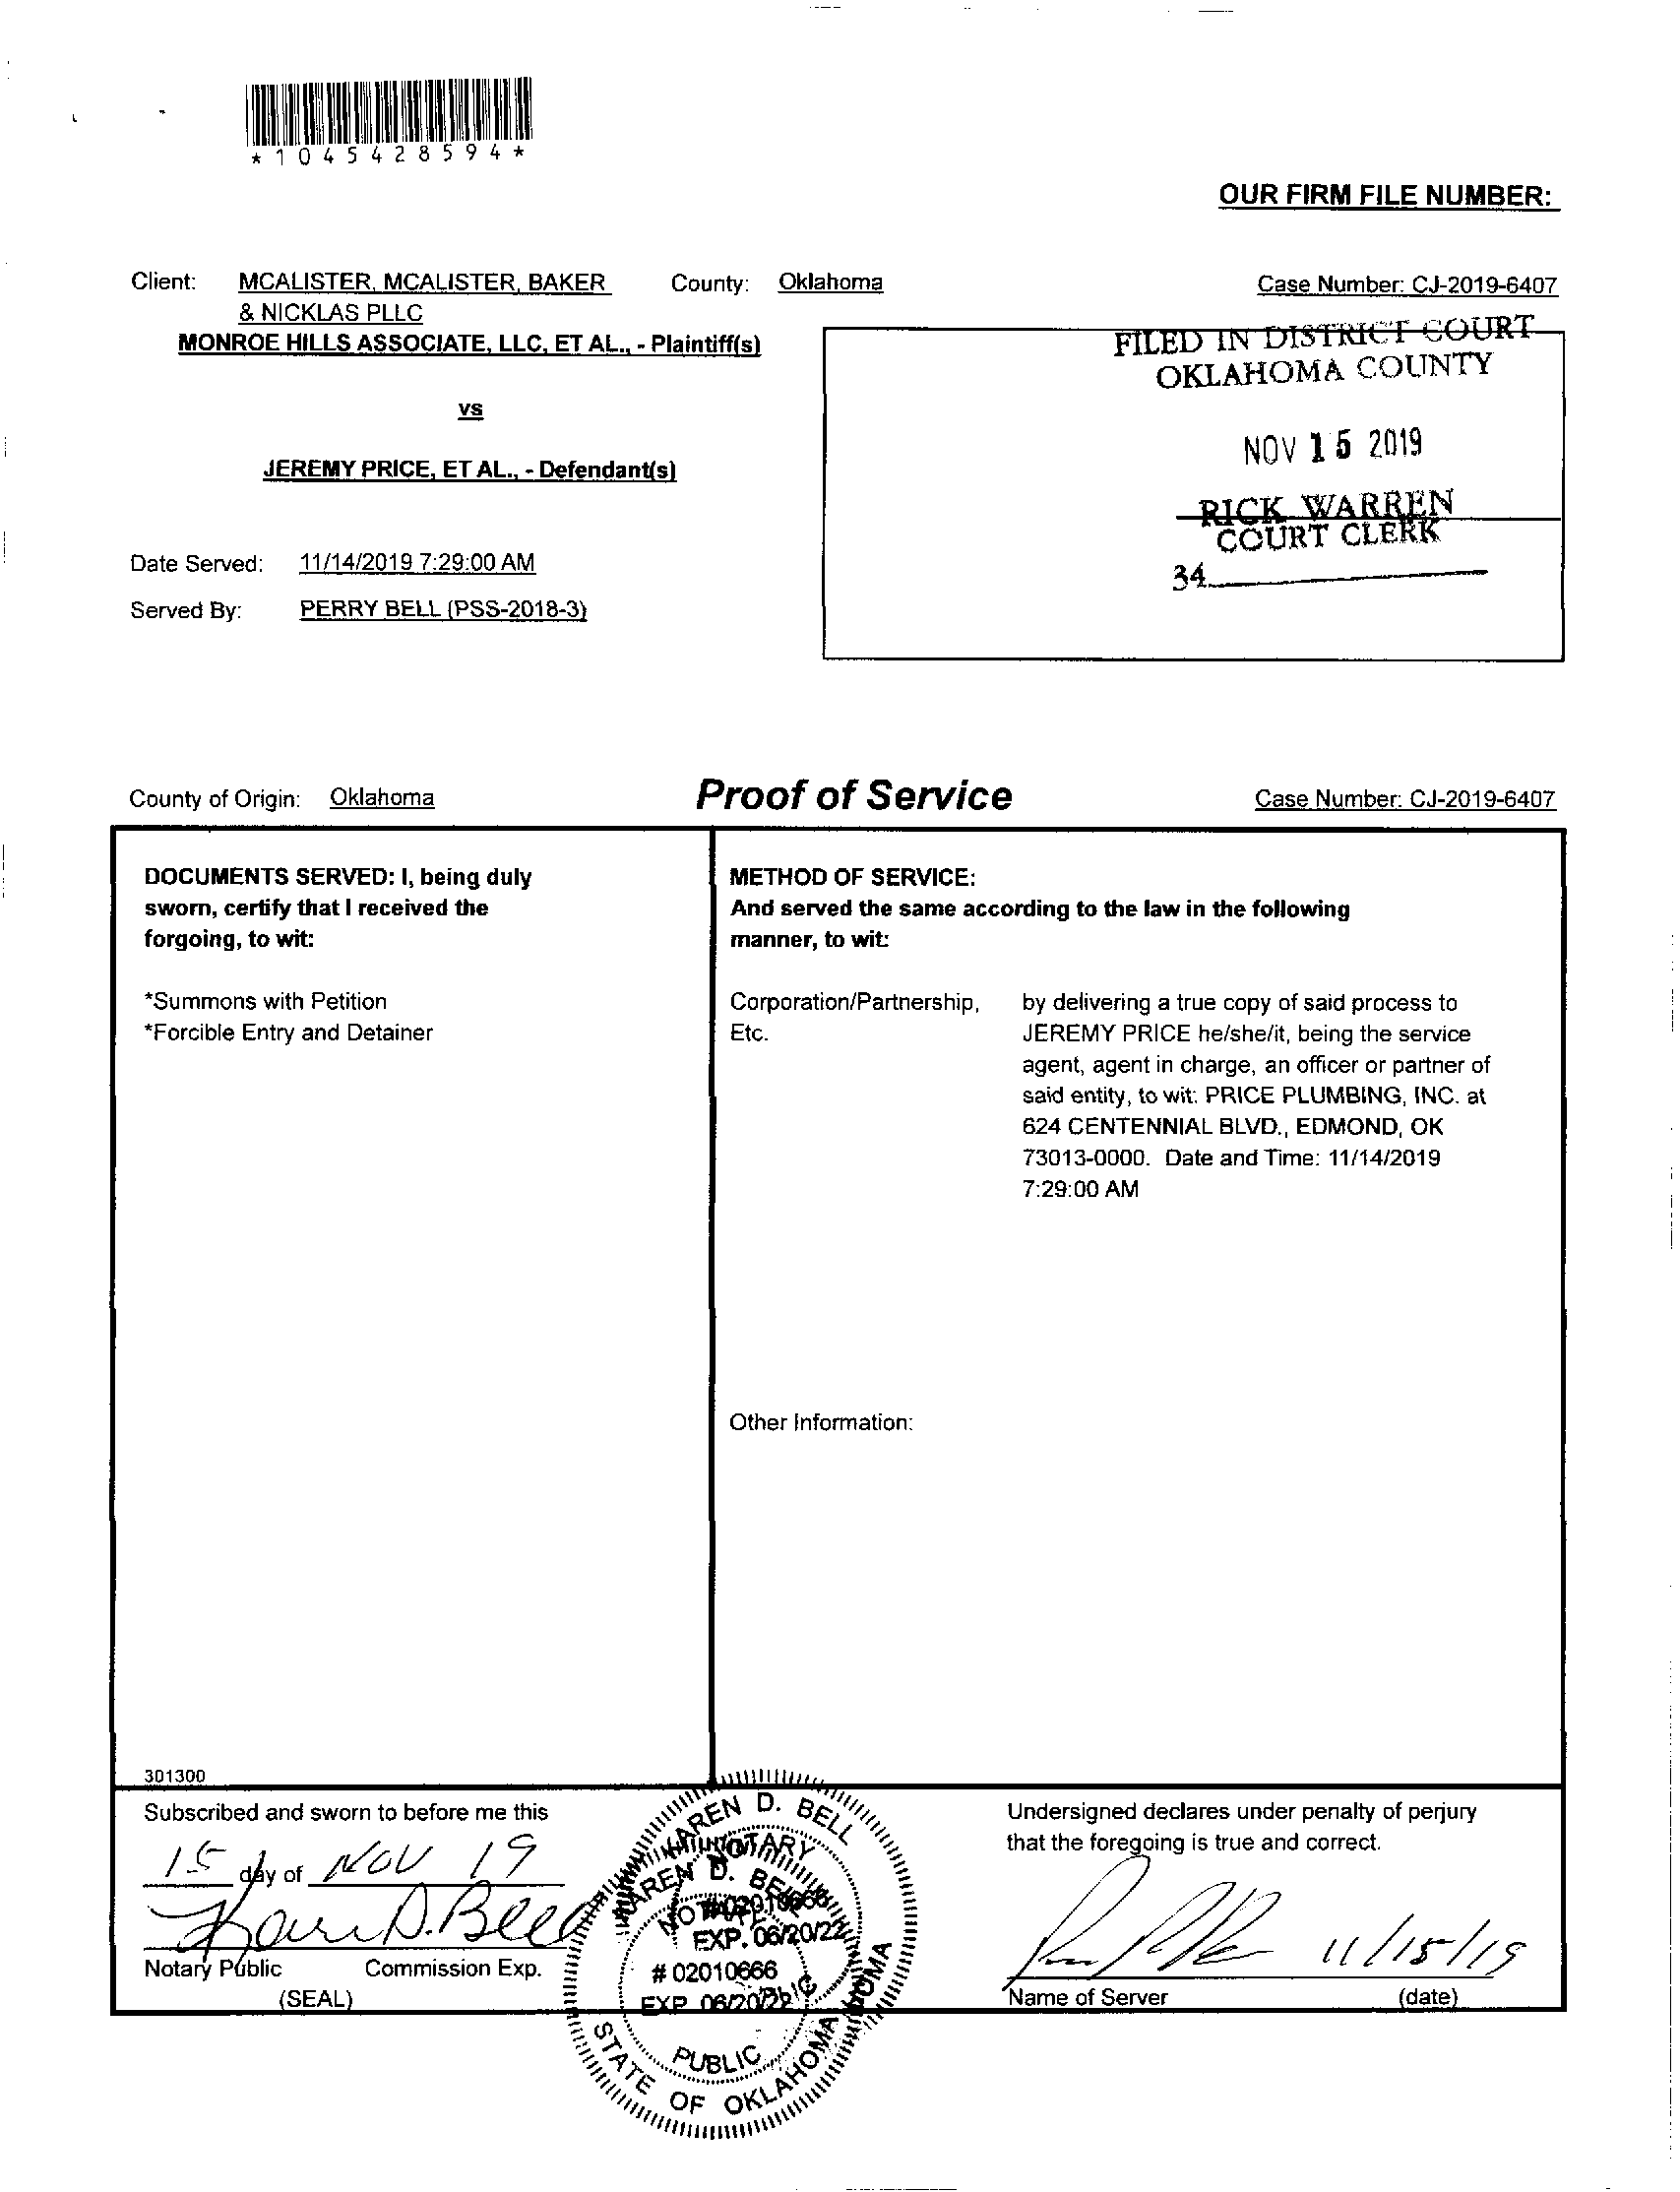 *1045428594*
OUR FIRM FILE NUMBER:
Client: MCALISTER, MCALISTER, BAKER County: Oklahoma Case Number: CJ-2019-6407
& NICKLAS PLLC
MONROE HILLS ASSOCIATE, LLC, ET AL., - Plaintiff(s)
vs
JEREMY PRICE, ET AL., - Defendant(s)
FILED IN DISTRICT COURT
OKLAHOMA COUNTY
NOV 15 2019
RICK WARREN
COURT CLERK
34
Date Served: 11/14/2019 7:29:00 AM
Served By: PERRY BELL (PSS-2018-3)
County of Origin: Oklahoma Proof of Service Case Number: CJ-2019-6407
DOCUMENTS SERVED: I, being duly
sworn, certify that I received the
forgoing, to wit:
*Summons with Petition
*Forcible Entry and Detainer
METHOD OF SERVICE:
And served the same according to the law in the following
manner, to wit:
Corporation/Partnership,
Etc.
by delivering a true copy of said process to
JEREMY PRICE he/she/it, being the service
agent, agent in charge, an officer or partner of
said entity, to wit: PRICE PLUMBING, INC. at
624 CENTENNIAL BLVD., EDMOND, OK
73013-0000. Date and Time: 11/14/2019
7:29:00 AM
Other Information:
301300
Subscribed and sworn to before me this
15 day of NOV 19
Karen D. Bell
Notary Public Commission Exp.
(SEAL)
KAREN D. BELL
NOTARY
# 02010666
EXP. 06/20/22
KAREN D. BELL
# 02010666
EXP. 06/20/22
PUBLIC
STATE OF OKLAHOMA
Undersigned declares under penalty of perjury
that the foregoing is true and correct.
11/15/19
Name of Server (date)